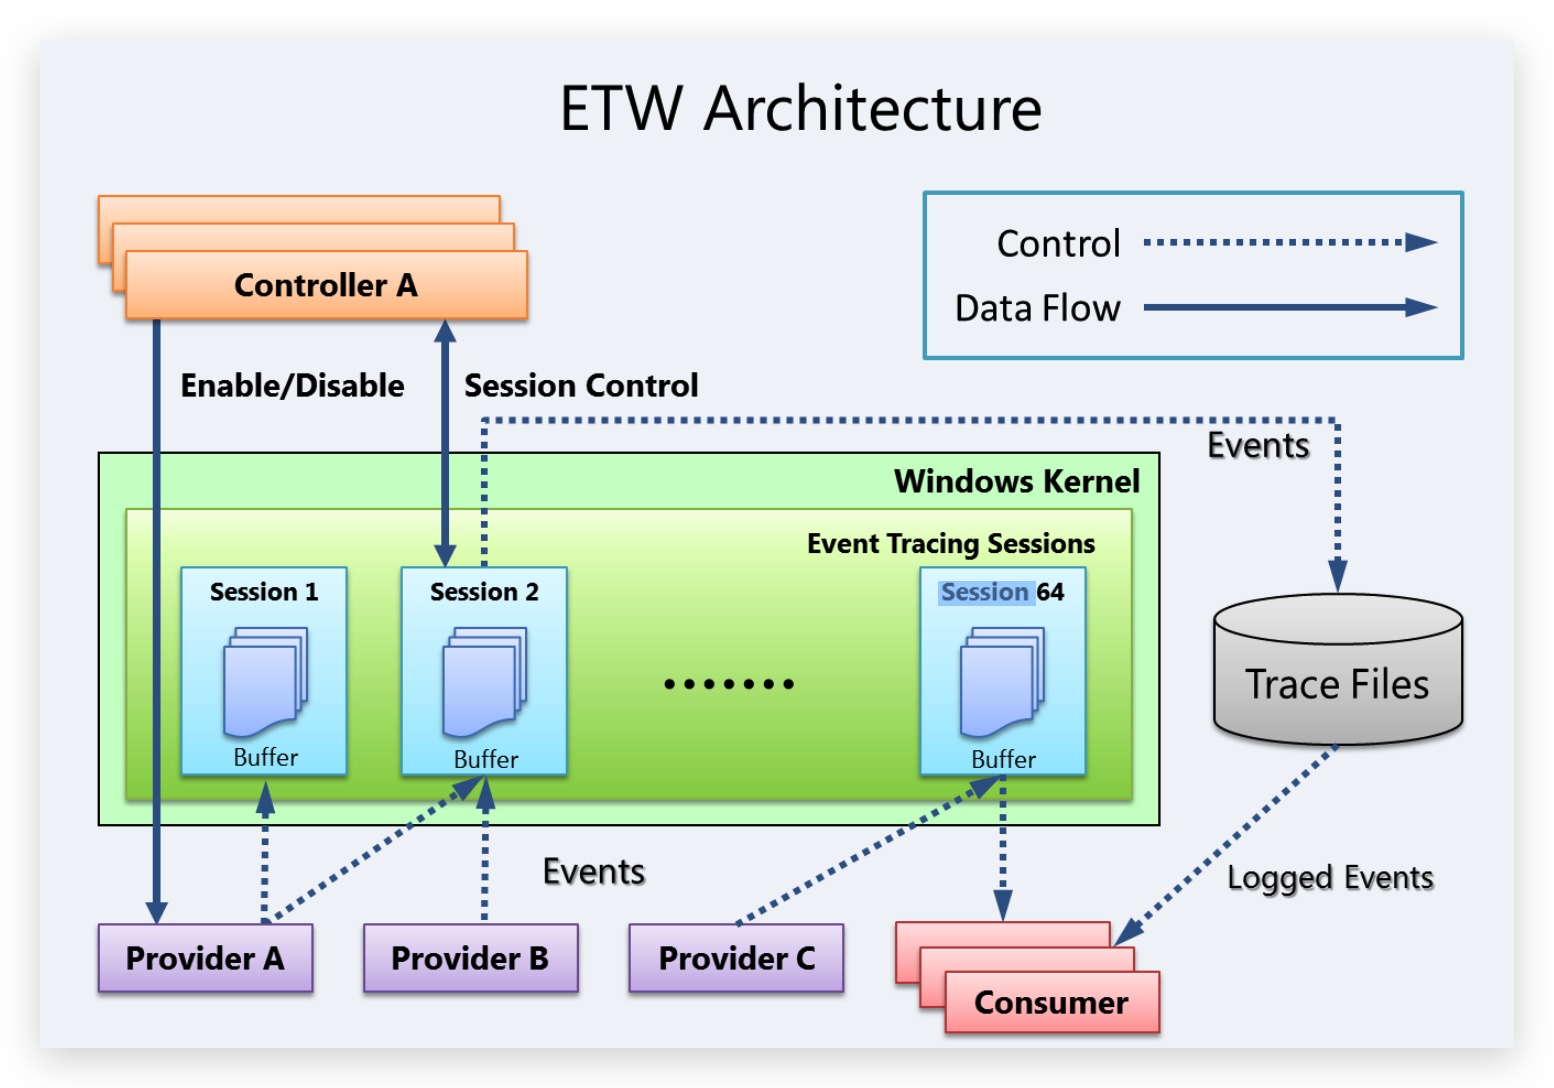 ETW Architecture
Control
Data Flow
Controller A
Enable/Disable
Session Control
Events
Windows Kernel
Event Tracing Sessions
Session 1
Session 2
Session 64
.......
Trace Files
Buffer
Buffer
Buffer
Events
Logged Events
Provider A
Provider B
Provider C
Consumer